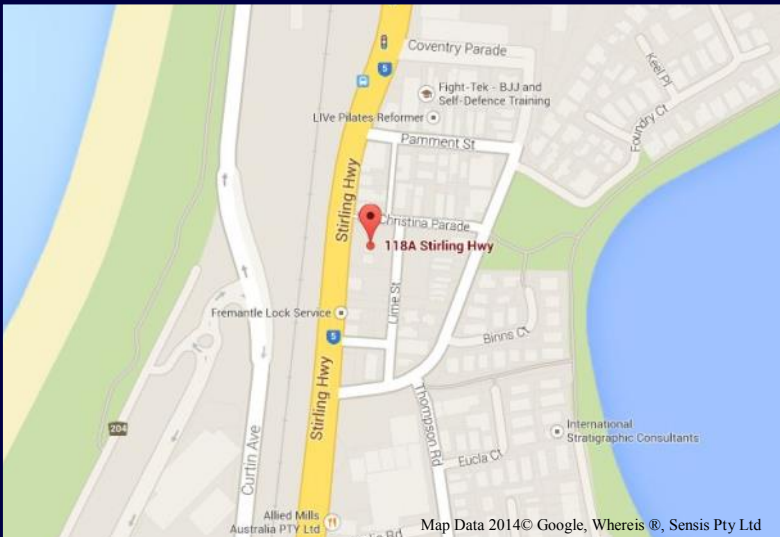 Coventry Parade
5
Fight-Tek - BJJ and
Self-Defence Training
Keel Pl
LIVe Pilates Reformer
Foundry Ct
Pamment St
Stirling Hwy
Christina Parade
118A Stirling Hwy
Lime St
Fremantle Lock Service
5
Binns Ct
Stirling Hwy
Thompson Rd
204
International
Stratigraphic Consultants
Curtin Ave
Eucla Ct
Allied Mills
Australia PTY Ltd
Rd
Map Data 2014© Google, Whereis ®, Sensis Pty Ltd